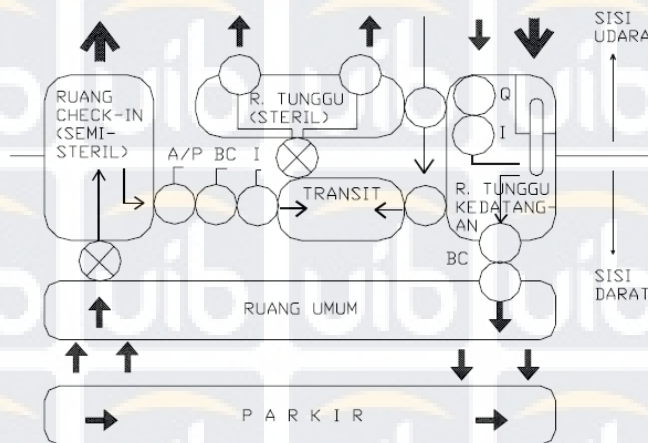 SISI
UDARA
RUANG
CHECK-IN
(SEMI-
STERIL)
R. TUNGGU
(STERIL)
Q
I
A/P BC I
TRANSIT
R. TUNGGU
KEDATANG-
AN
BC
SISI
DARAT
RUANG UMUM
PARKIR
uib